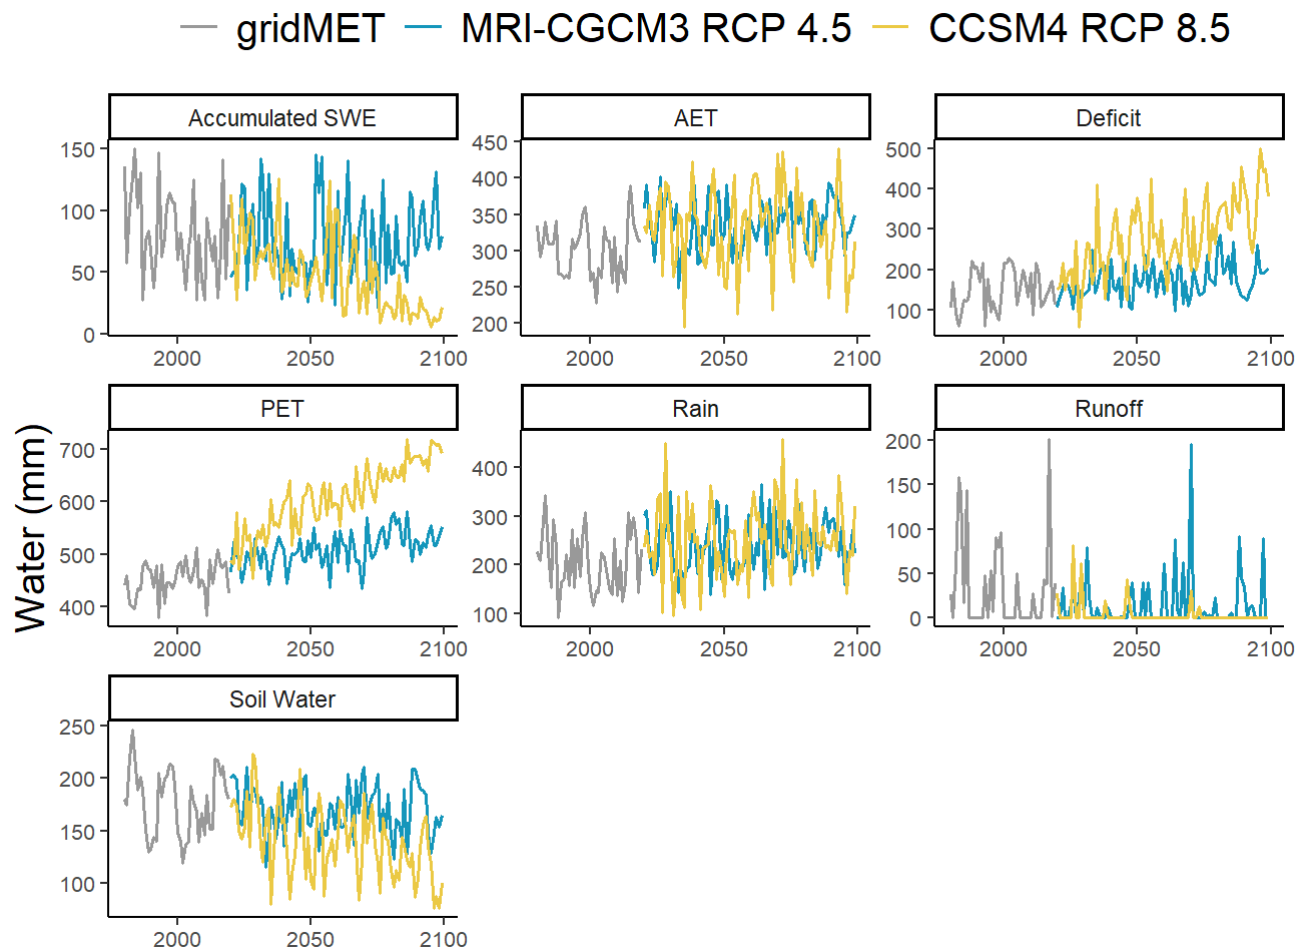 gridMET MRI-CGCM3 RCP 4.5 CCSM4 RCP 8.5
Water (mm)
Accumulated SWE
150
100
50
0
2000 2050 2100
AET
450
400
350
300
250
200
2000 2050 2100
Deficit
500
400
300
200
100
2000 2050 2100
PET
700
600
500
400
2000 2050 2100
Rain
400
300
200
100
2000 2050 2100
Runoff
200
150
100
50
0
2000 2050 2100
Soil Water
250
200
150
100
2000 2050 2100